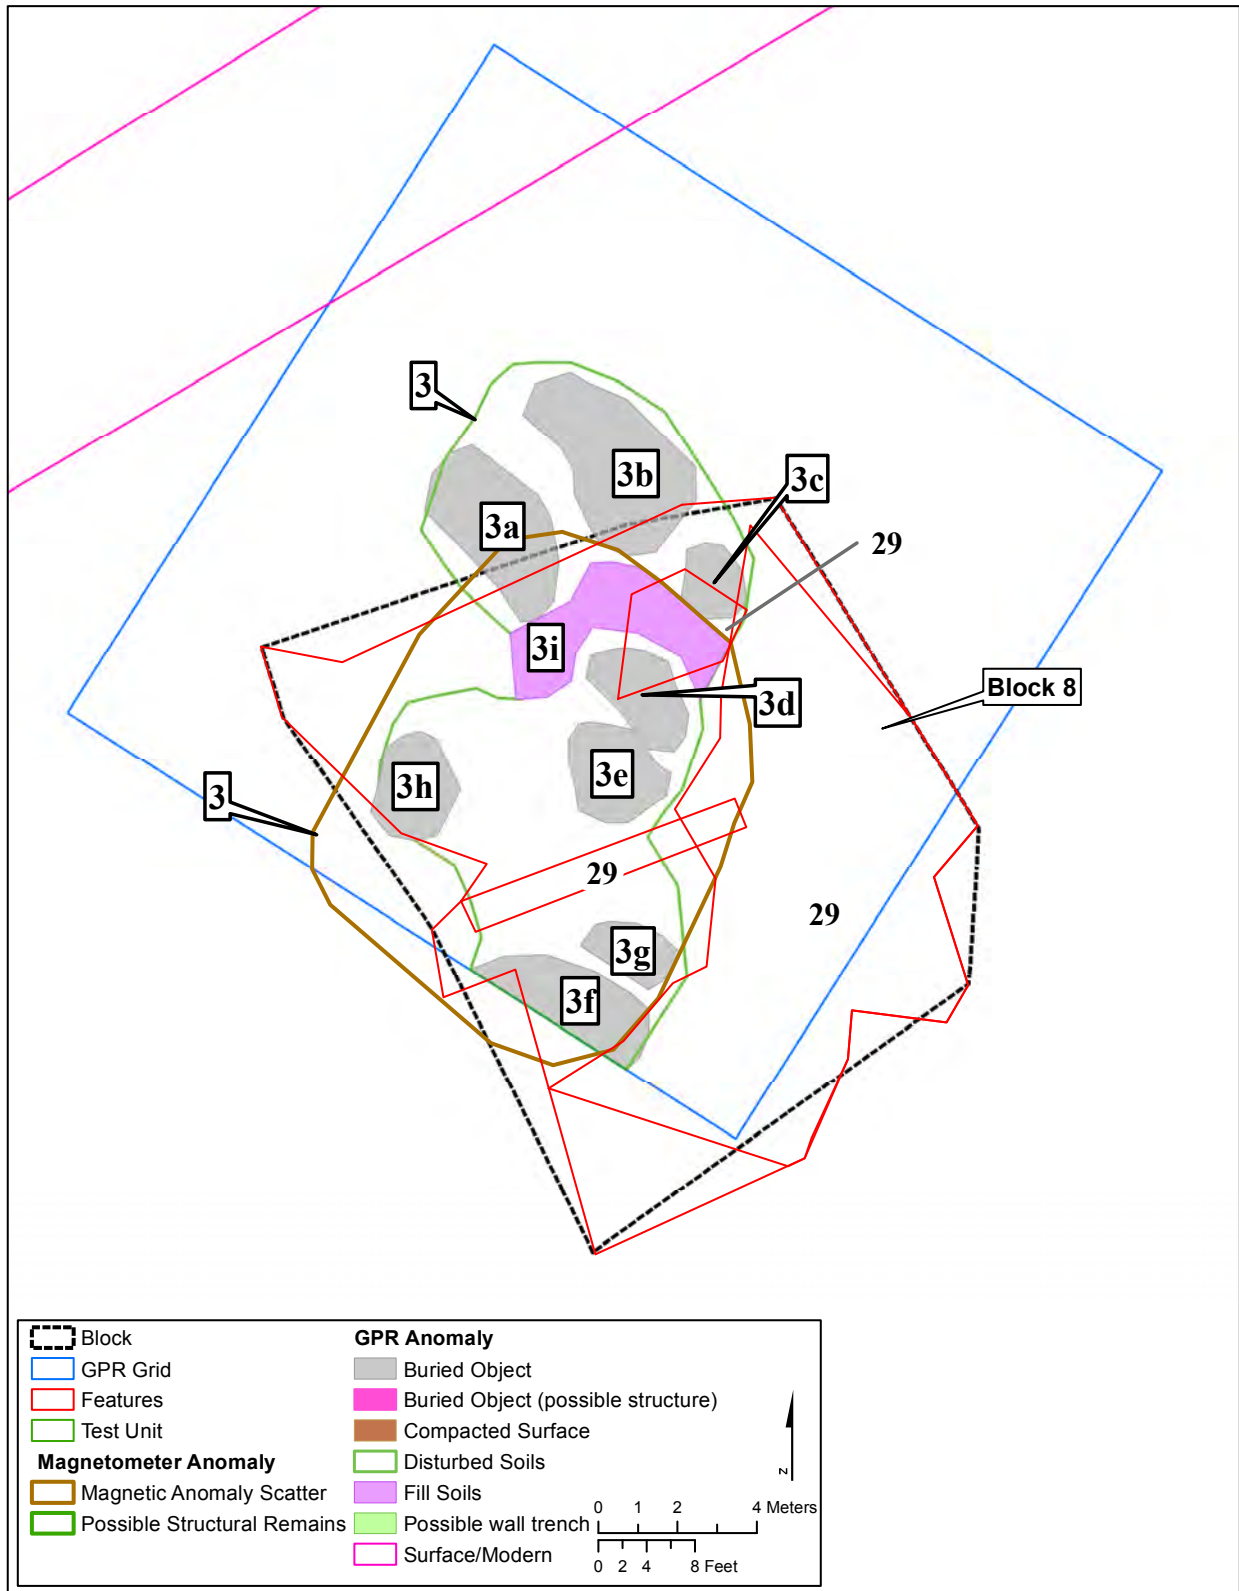 3
3b
3c
3a
29
3i
Block 8
3d
3e
3h
3
29
29
3g
3f
Block
GPR Grid
Features
Test Unit
Magnetometer Anomaly
Magnetic Anomaly Scatter
Possible Structural Remains
GPR Anomaly
Buried Object
Buried Object (possible structure)
Compacted Surface
Disturbed Soils
Fill Soils
Possible wall trench
Surface/Modern
z
0 1 2 4 Meters
0 2 4 8 Feet